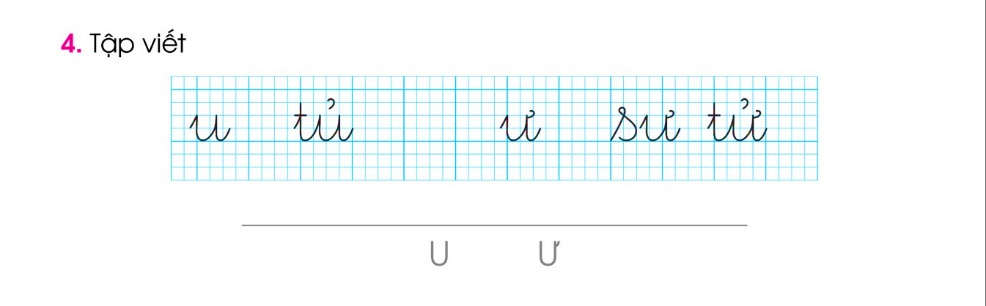 4. Tập viết
u tủ ư sư tử
U Ư